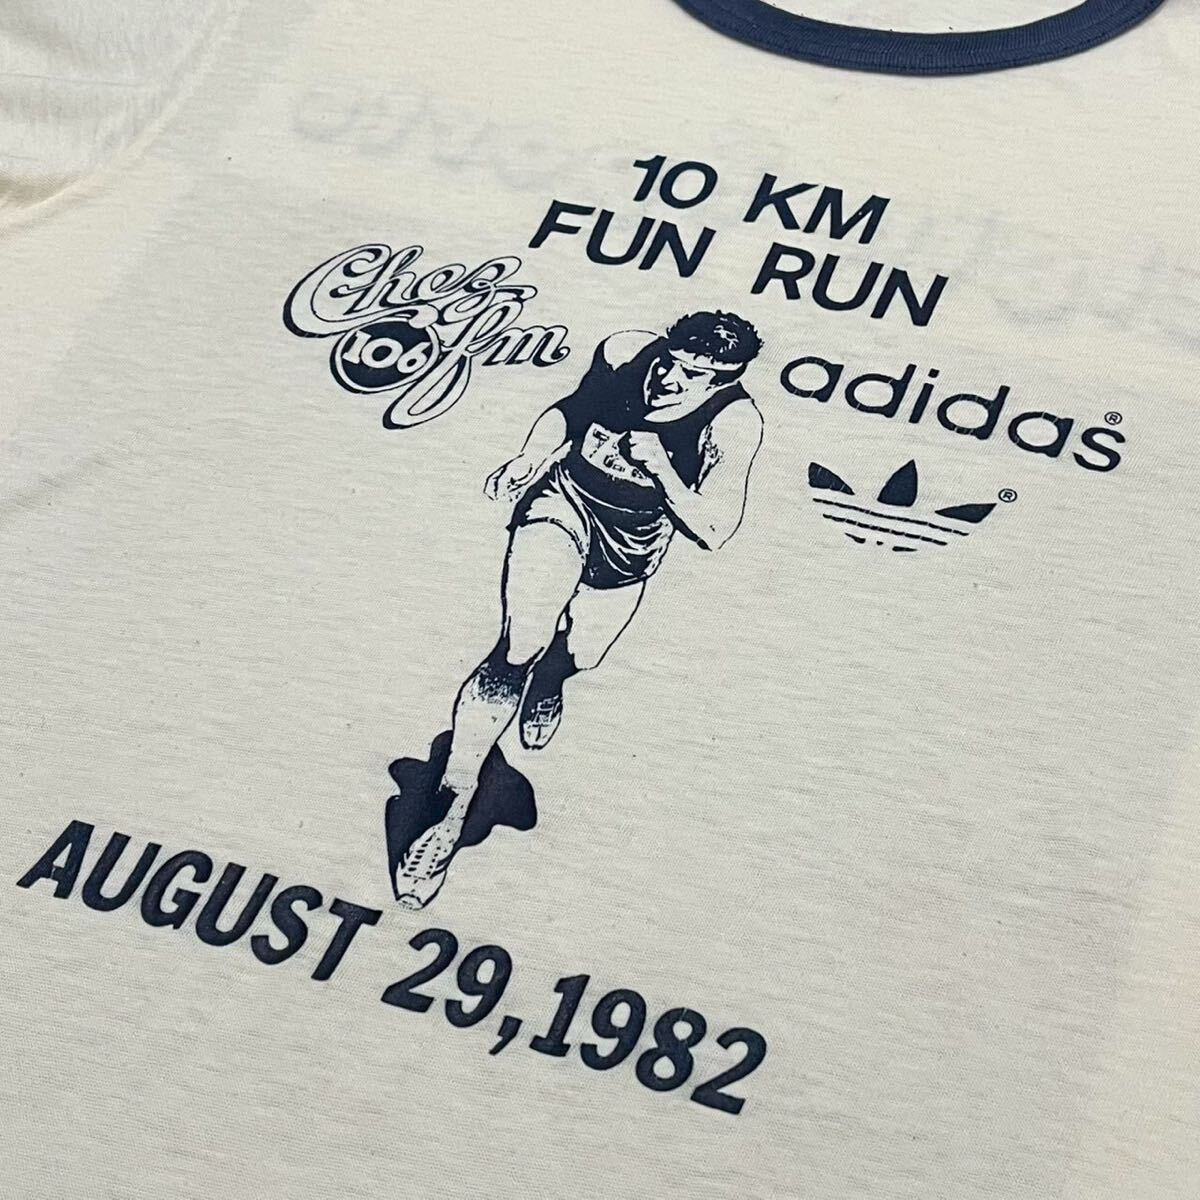 10 KM
FUN RUN
Chez
106 fm
adidas®
®
AUGUST 29,1982